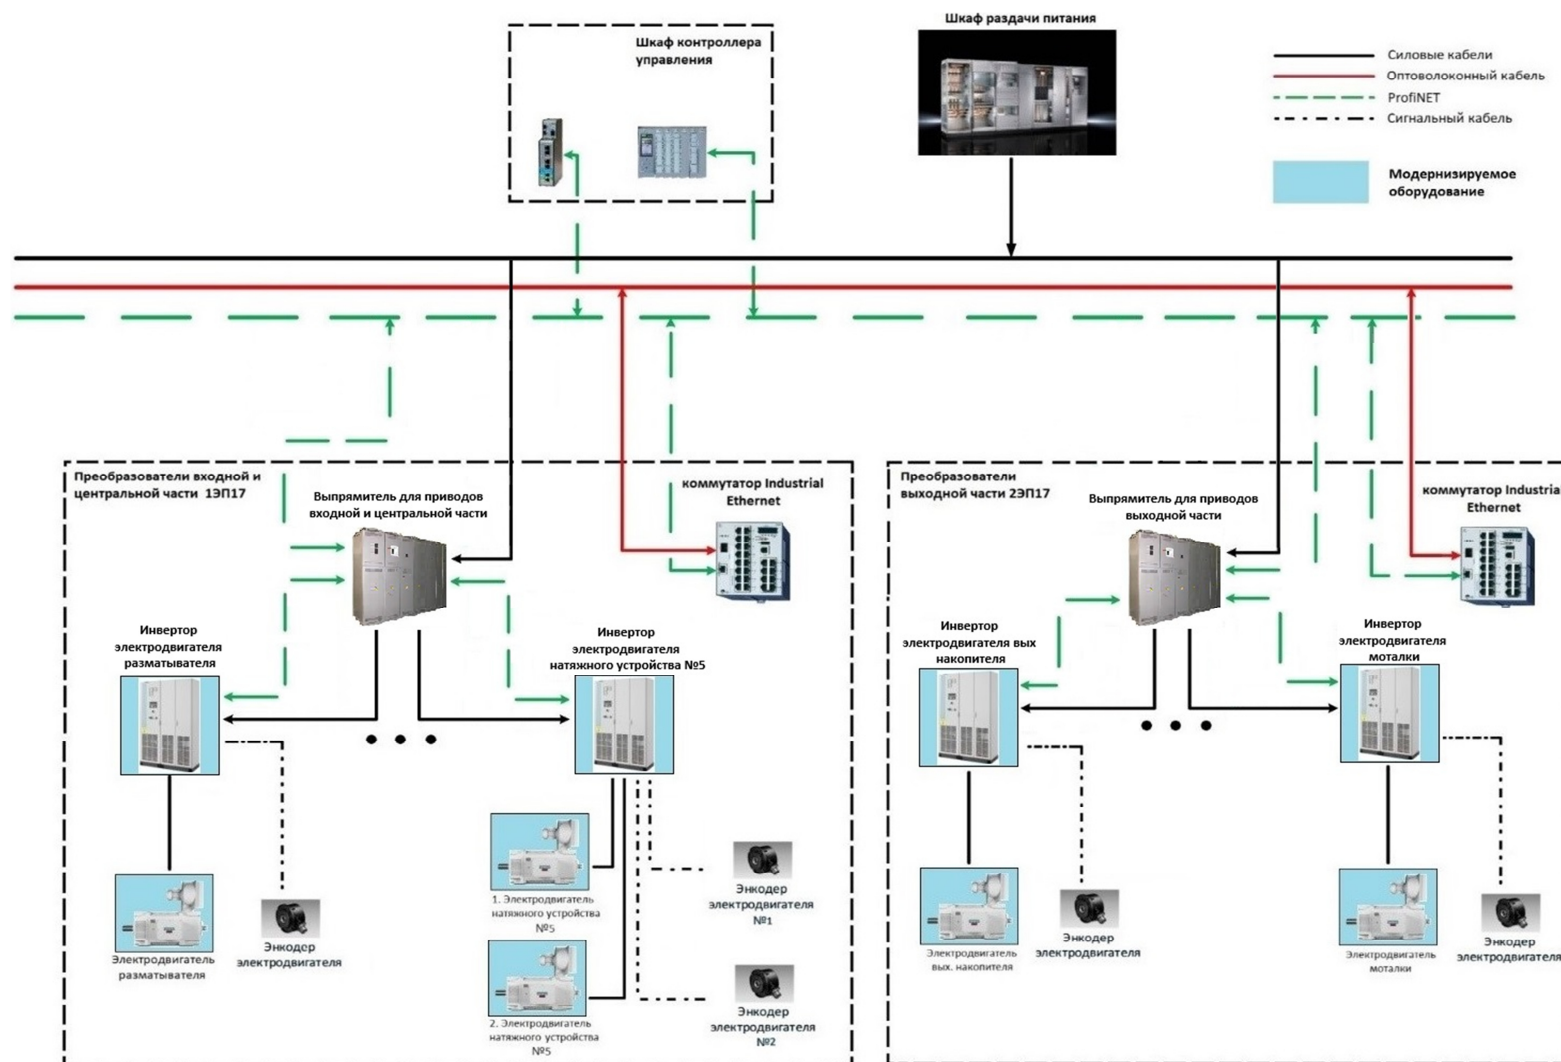 Шкаф раздачи питания
Шкаф контроллера
управления
Силовые кабели
Оптоволоконный кабель
ProfiNET
Сигнальный кабель
Модернизируемое
оборудование
Преобразователи входной и
центральной части 1ЭП17
Выпрямитель для приводов
входной и центральной части
коммутатор Industrial
Ethernet
Инвертор
электродвигателя
разматывателя
Инвертор
электродвигателя
натяжного устройства №5
1. Электродвигатель
натяжного устройства
№5
2. Электродвигатель
натяжного устройства
№5
Энкодер
электродвигателя
№1
Энкодер
электродвигателя
№2
Электродвигатель
разматывателя
Энкодер
электродвигателя
Преобразователи
выходной части 2ЭП17
Выпрямитель для приводов
выходной части
коммутатор Industrial
Ethernet
Инвертор
электродвигателя вых
накопителя
Инвертор
электродвигателя
моталки
Электродвигатель
вых. накопителя
Энкодер
электродвигателя
Электродвигатель
моталки
Энкодер
электродвигателя